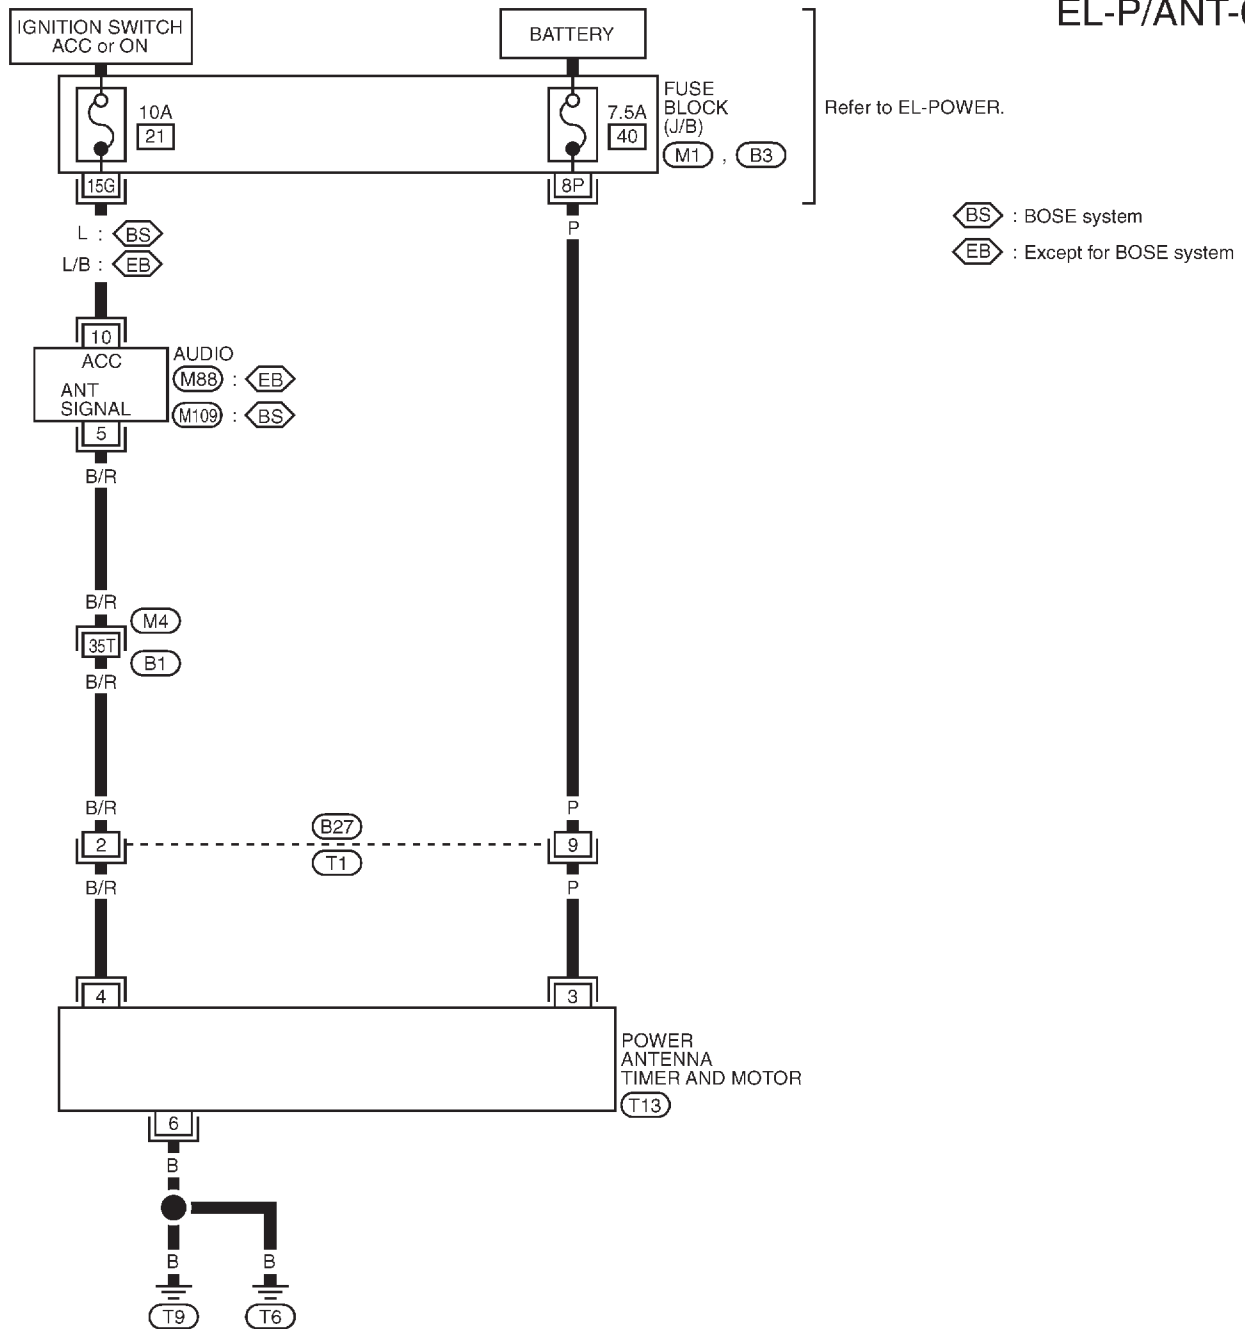 EL-P/ANT-
IGNITION SWITCH
ACC or ON
BATTERY
10A
21
7.5A
40
FUSE
BLOCK
(J/B)
M1 , B3
Refer to EL-POWER.
15G
8P
BS : BOSE system
EB : Except for BOSE system
L : BS
L/B : EB
P
10
ACC
ANT
SIGNAL
AUDIO
M88 : EB
M109 : BS
5
B/R
B/R
M4
35T
B1
B/R
B/R
P
2
B27
T1
9
B/R
P
4
3
POWER
ANTENNA
TIMER AND MOTOR
T13
6
B
B
B
T9
T6